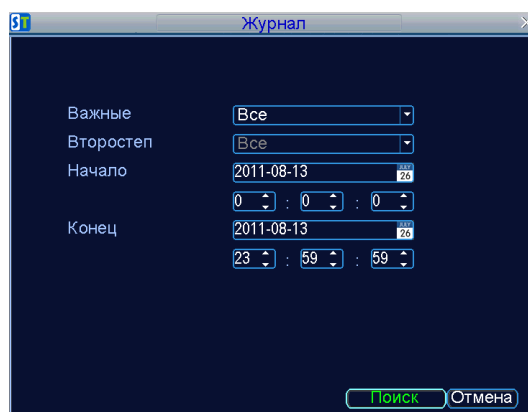 ST Журнал X
Важные Все
Второстеп Все
Начало 2011-08-13 JULY 26
0 : 0 : 0
Конец 2011-08-13 JULY 26
23 : 59 : 59
Поиск Отмена